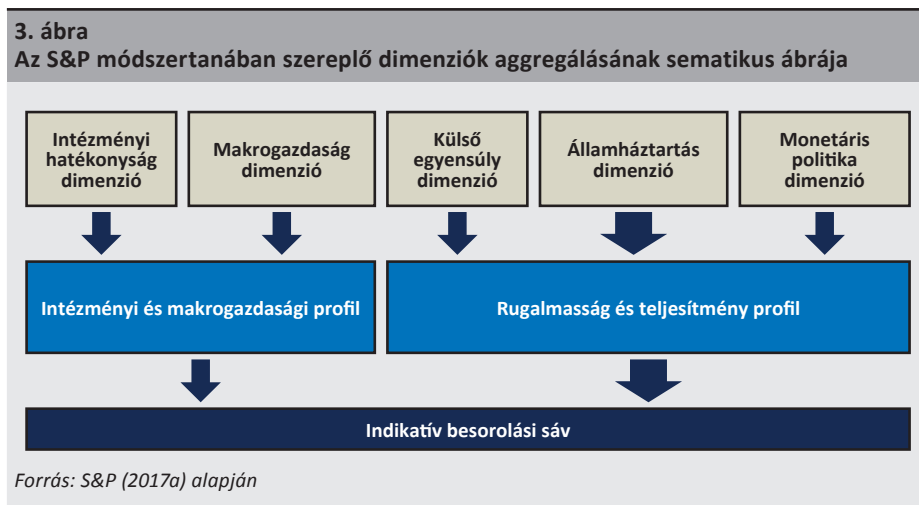 3. ábra
Az S&P módszertanában szereplő dimenziók aggregálásának sematikus ábrája
Intézményi
hatékonyság
dimenzió
Makrogazdaság
dimenzió
Külső
egyensúly
dimenzió
Államháztartás
dimenzió
Monetáris
politika
dimenzió
Intézményi és makrogazdasági profil
Rugalmasság és teljesítmény profil
Indikatív besorolási sáv
Forrás: S&P (2017a) alapján